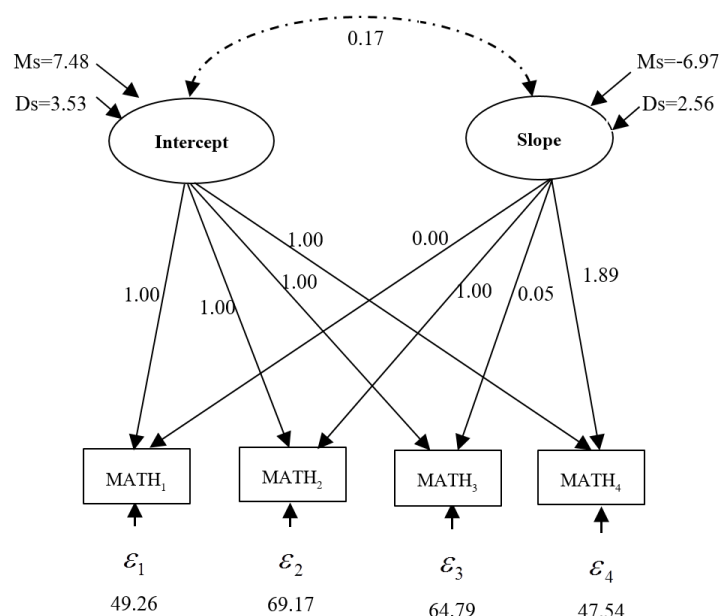 0.17
Ms=7.48
Ms=-6.97
Ds=3.53
Ds=2.56
Intercept
Slope
1.00
0.00
1.00
1.89
1.00
1.00
1.00
0.05
MATH₁
MATH₂
MATH₃
MATH₄
ε₁
ε₂
ε₃
ε₄
49.26
69.17
64.79
47.54